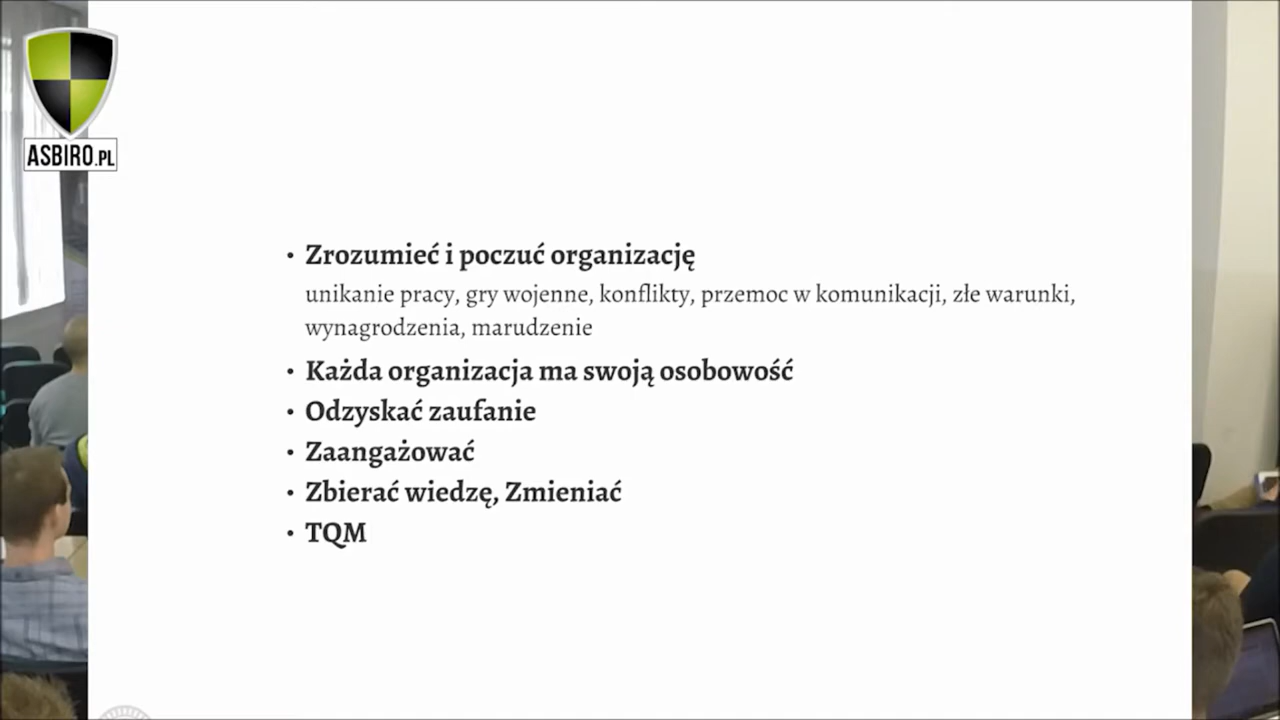 ASBIRO.PL
• Zrozumieć i poczuć organizację
unikanie pracy, gry wojenne, konflikty, przemoc w komunikacji, złe warunki,
wynagrodzenia, marudzenie
• Każda organizacja ma swoją osobowość
• Odzyskać zaufanie
• Zaangażować
• Zbierać wiedzę, Zmieniać
• TQM